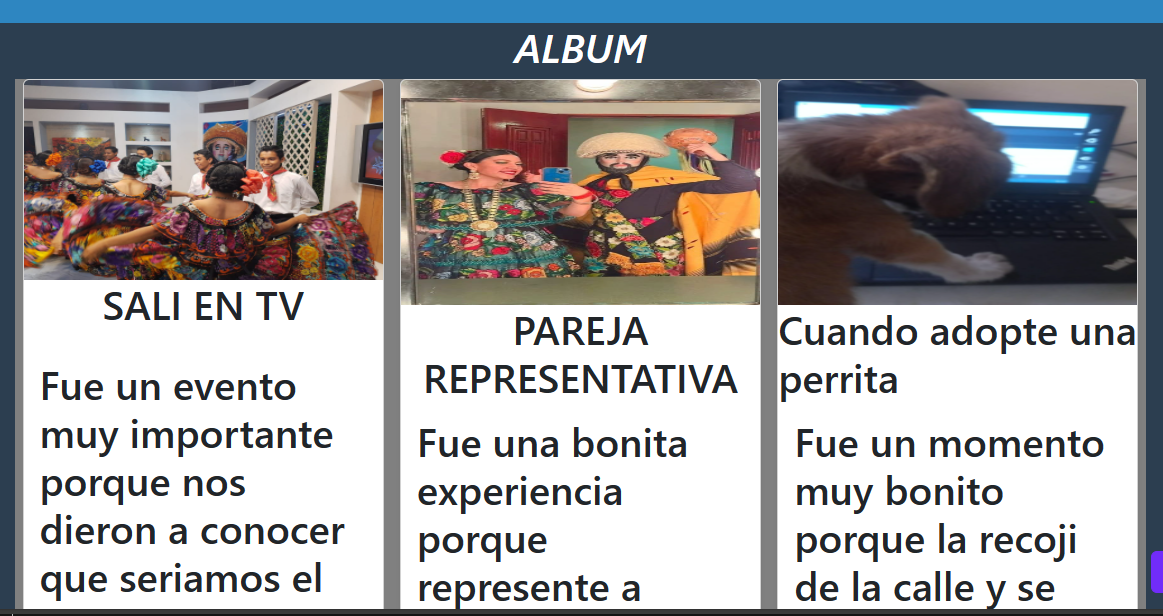 ALBUM
SALI EN TV
Fue un evento
muy importante
porque nos
dieron a conocer
que seriamos el
PAREJA
REPRESENTATIVA
Fue una bonita
experiencia
porque
represente a
Cuando adopte una
perrita
Fue un momento
muy bonito
porque la recoji
de la calle y se